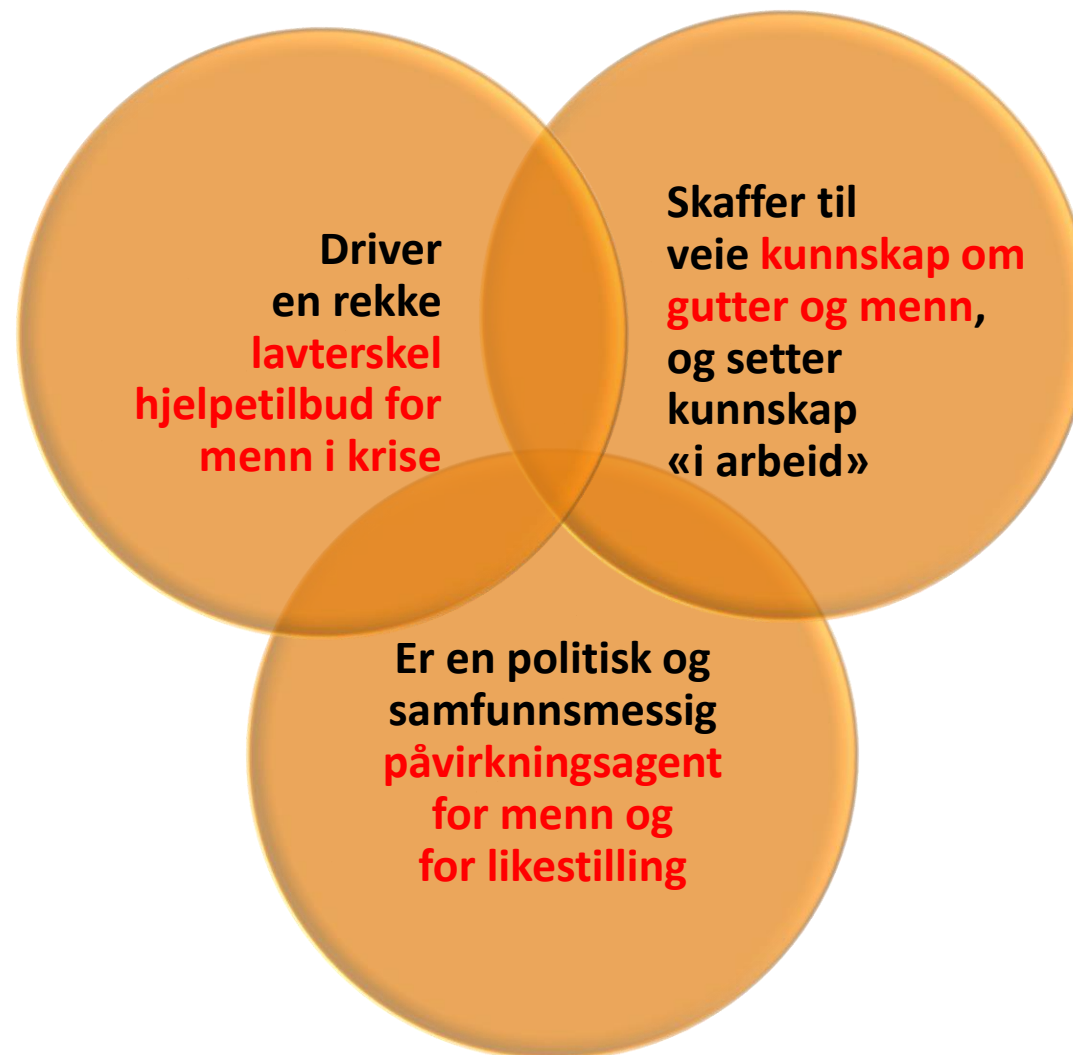 Driver
en rekke
lavterskel
hjelpetilbud for
menn i krise
Skaffer til
veie kunnskap om
gutter og menn,
og setter
kunnskap
«i arbeid»
Er en politisk og
samfunnsmessig
påvirkningsagent
for menn og
for likestilling